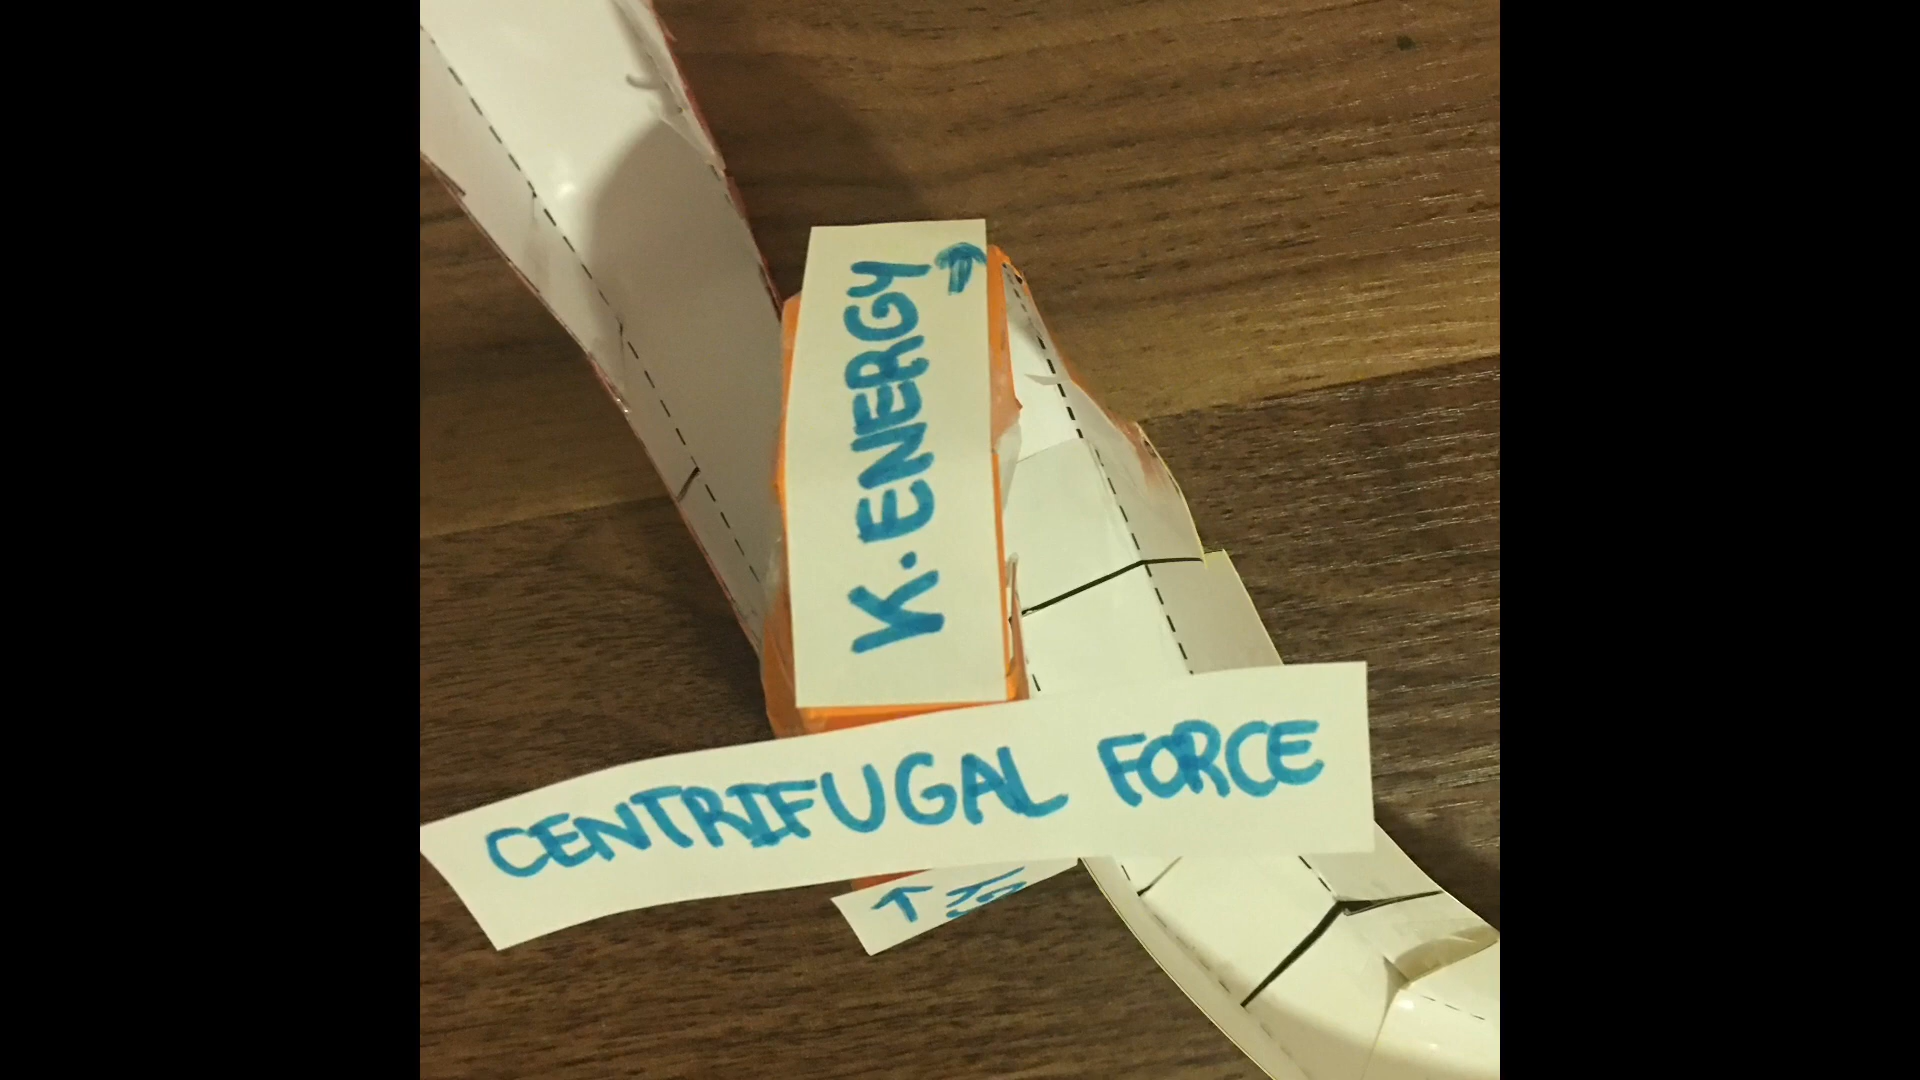 K. ENERGY →
CENTRIFUGAL FORCE